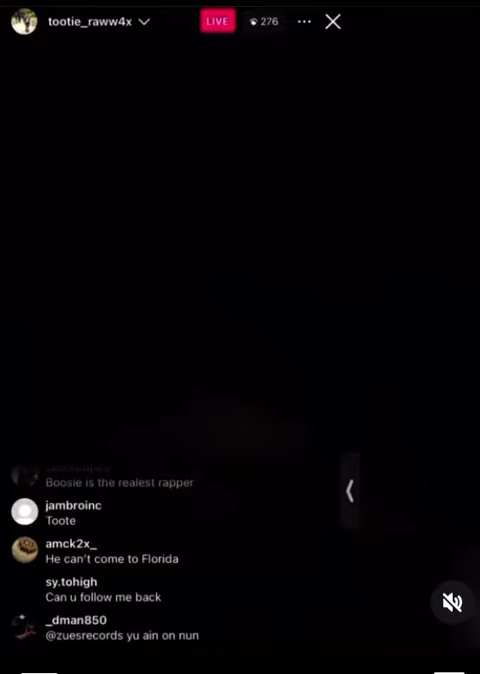 tootie_raww4x
LIVE
276
Boosie is the realest rapper
jambroinc
Toote
amck2x_
He can't come to Florida
sy.tohigh
Can u follow me back
_dman850
@zuesrecords yu ain on nun